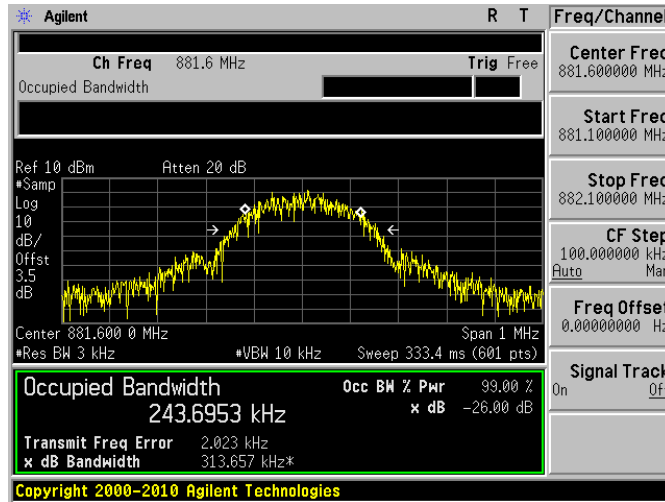 Agilent R T Freq/Channel
Ch Freq 881.6 MHz Trig Free
Occupied Bandwidth
Center Freq
881.600000 MHz
Start Freq
881.100000 MHz
Stop Freq
882.100000 MHz
CF Step
100.000000 kHz
Auto Man
Freq Offset
0.00000000 Hz
Signal Track
On Off
Ref 10 dBm Atten 20 dB
#Samp
Log
10
dB/
Offst
3.5
dB
Center 881.600 0 MHz Span 1 MHz
#Res BW 3 kHz #VBW 10 kHz Sweep 333.4 ms (601 pts)
Occupied Bandwidth Occ BW % Pwr 99.00 %
243.6953 kHz x dB -26.00 dB
Transmit Freq Error 2.023 kHz
x dB Bandwidth 313.657 kHz*
Copyright 2000-2010 Agilent Technologies